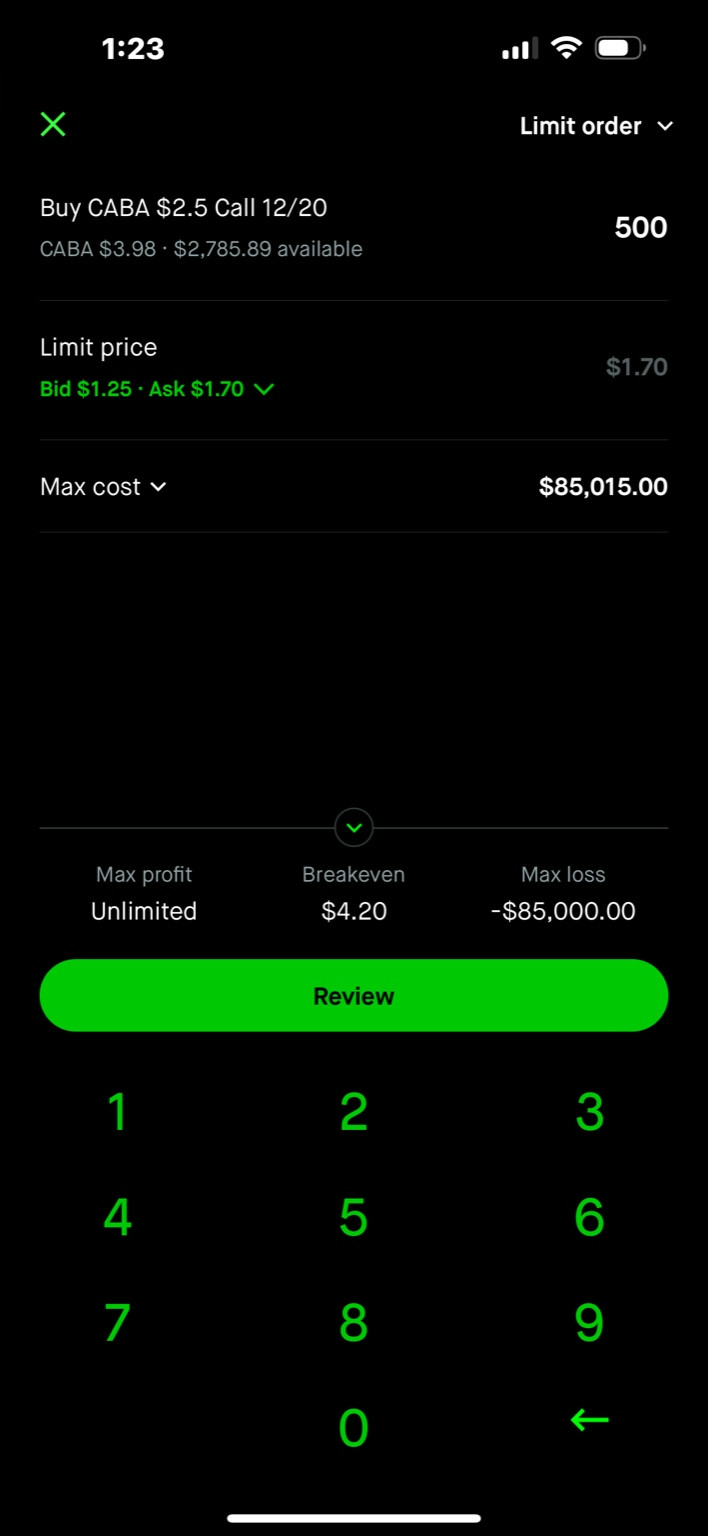 1:23
Limit order
Buy CABA $2.5 Call 12/20
500
CABA $3.98 · $2,785.89 available
Limit price
$1.70
Bid $1.25 · Ask $1.70
Max cost
$85,015.00
Max profit
Breakeven
Max loss
Unlimited
$4.20
-$85,000.00
Review
1 2 3
4 5 6
7 8 9
0